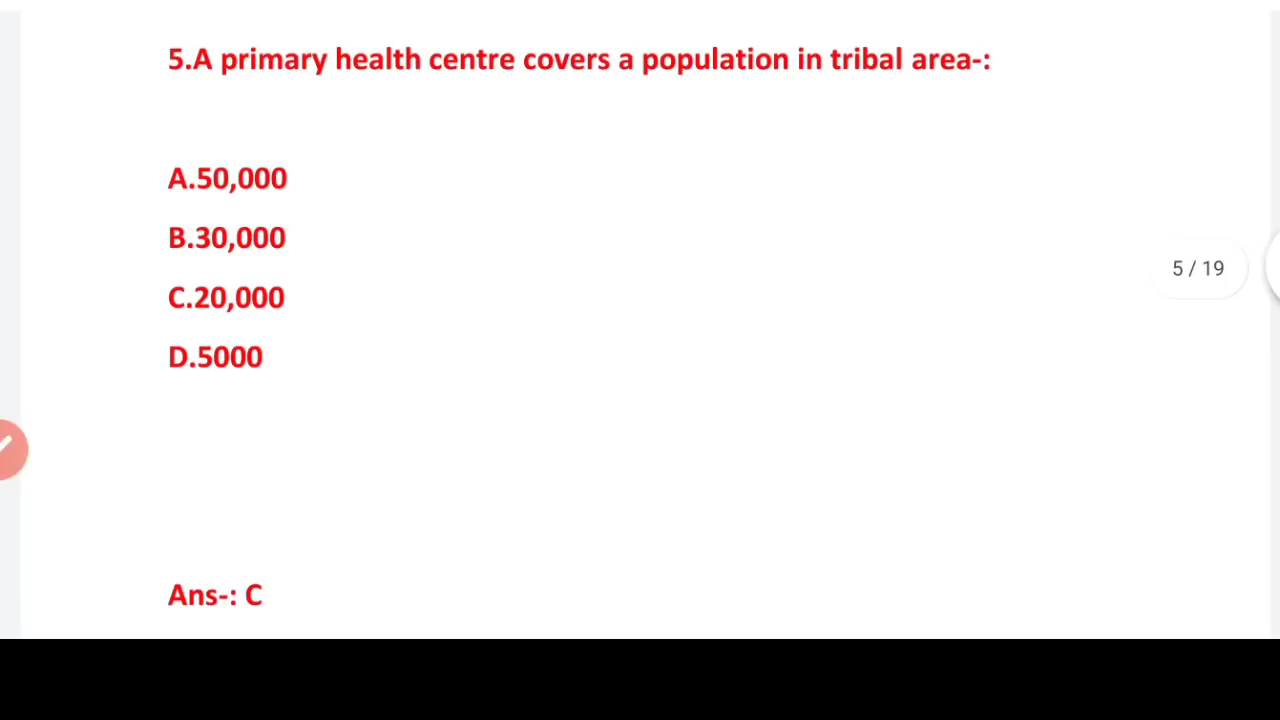 5.A primary health centre covers a population in tribal area-:
A.50,000
B.30,000
5 / 19
C.20,000
D.5000
Ans-: C